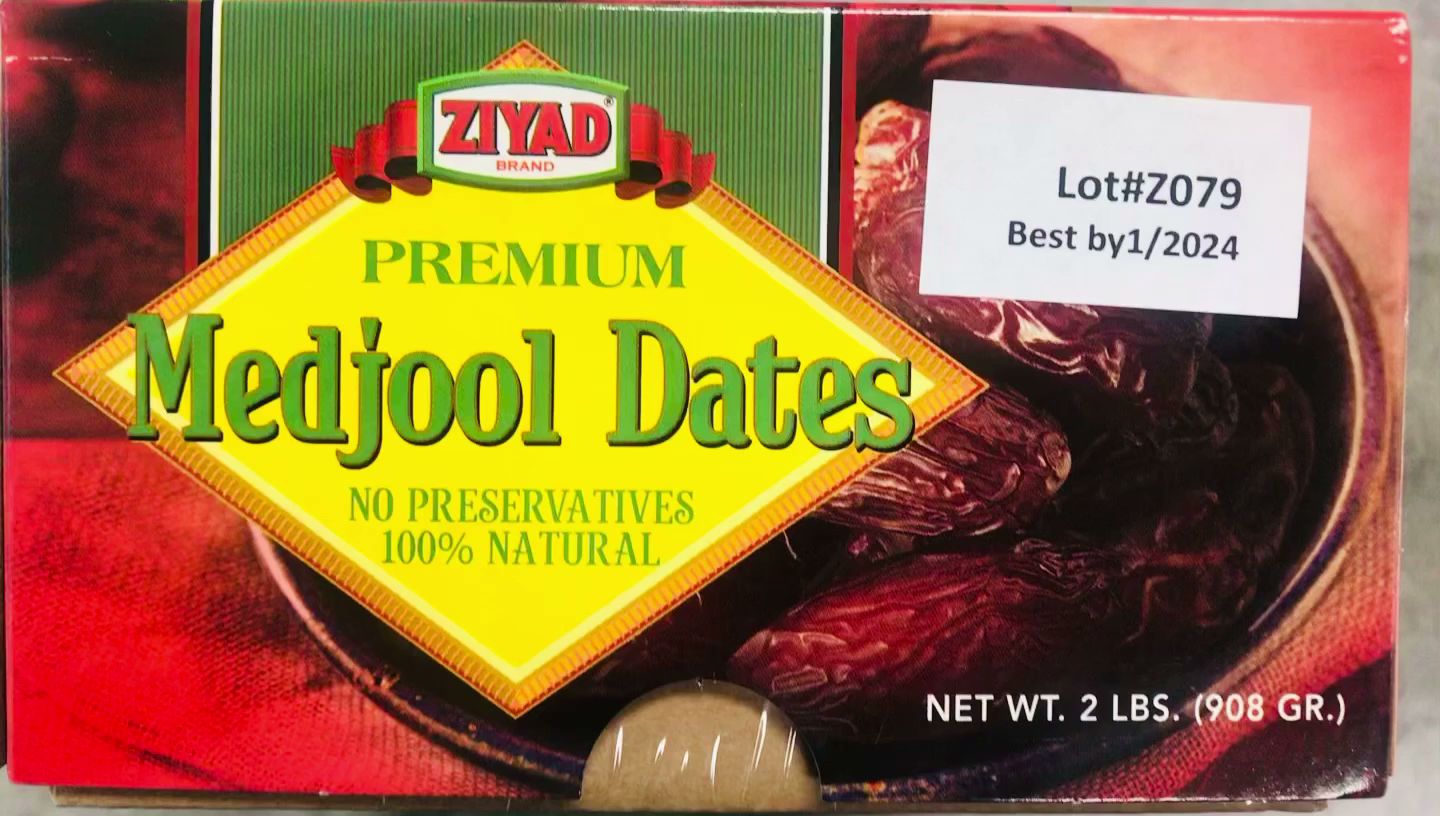 ZIYAD®
BRAND
PREMIUM
Medjool Dates
NO PRESERVATIVES
100% NATURAL
Lot#Z079
Best by1/2024
NET WT. 2 LBS. (908 GR.)